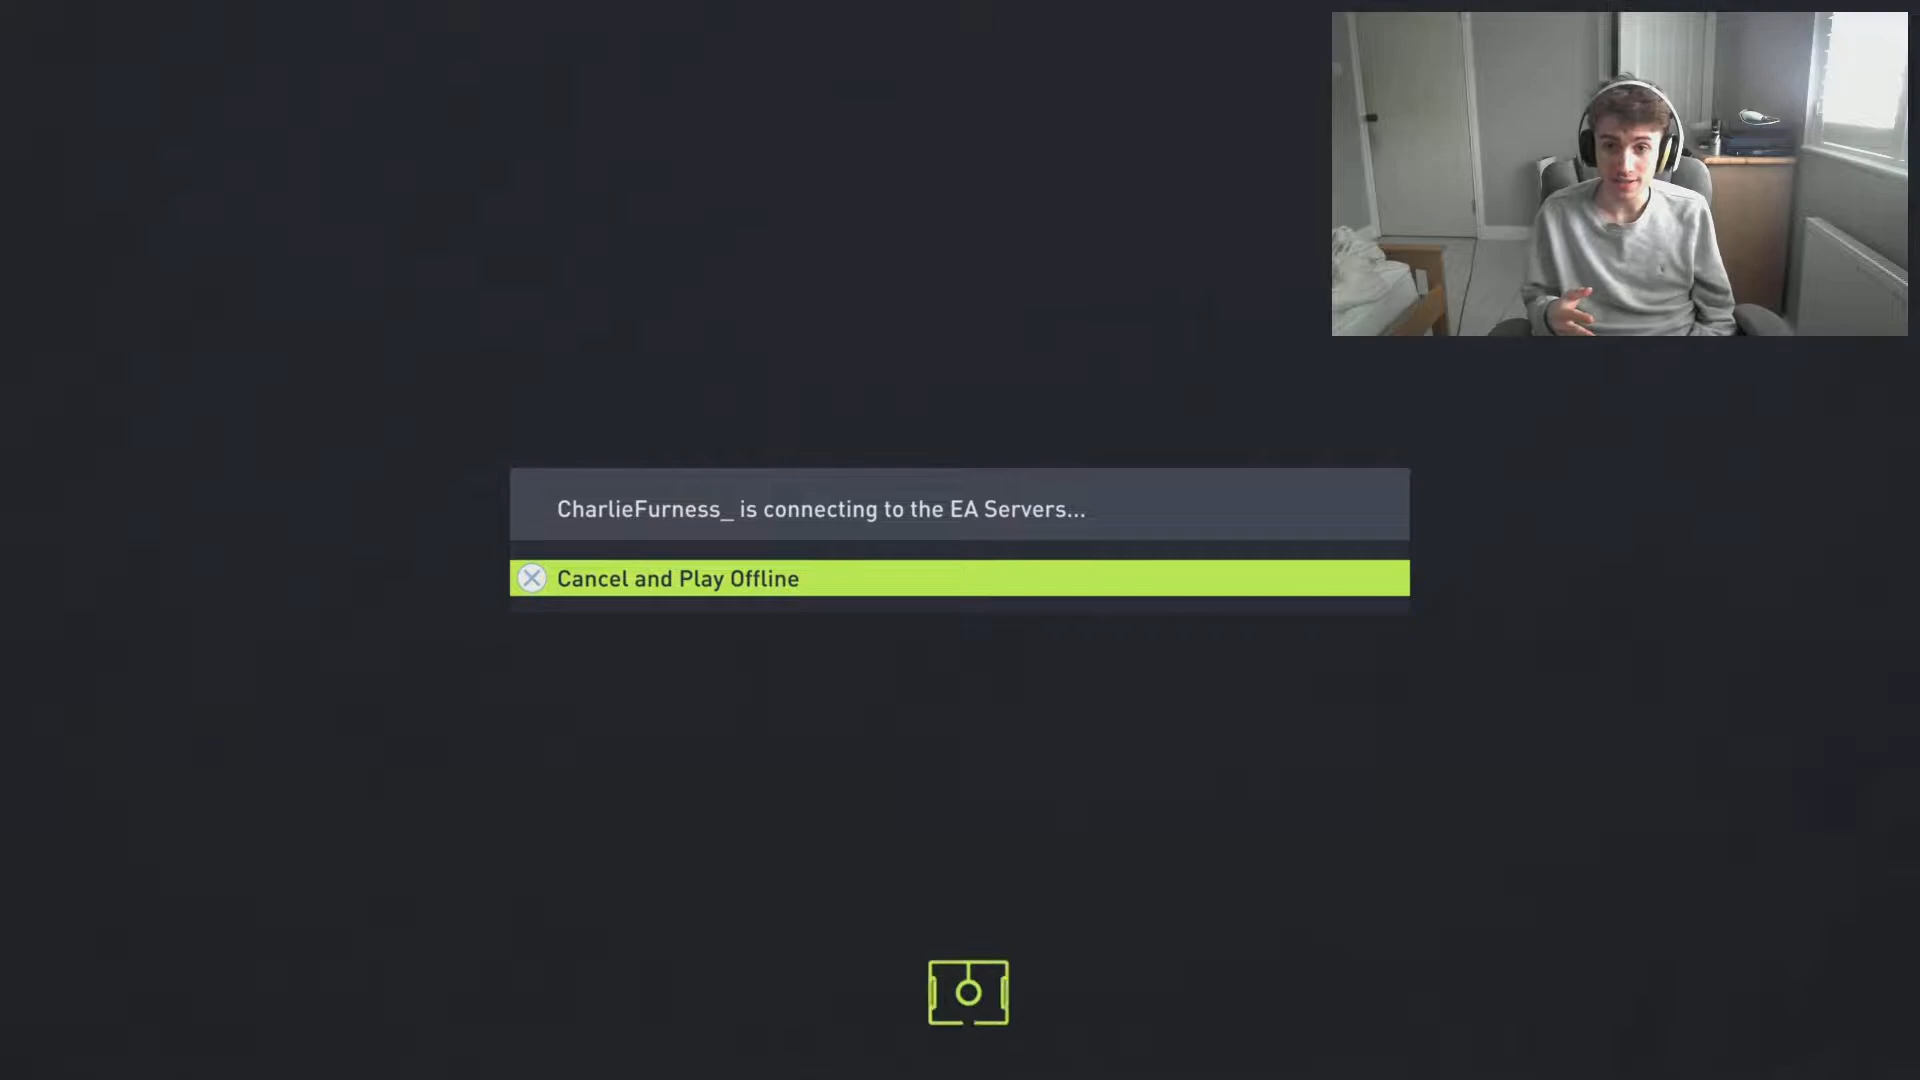 CharlieFurness_ is connecting to the EA Servers...
Cancel and Play Offline